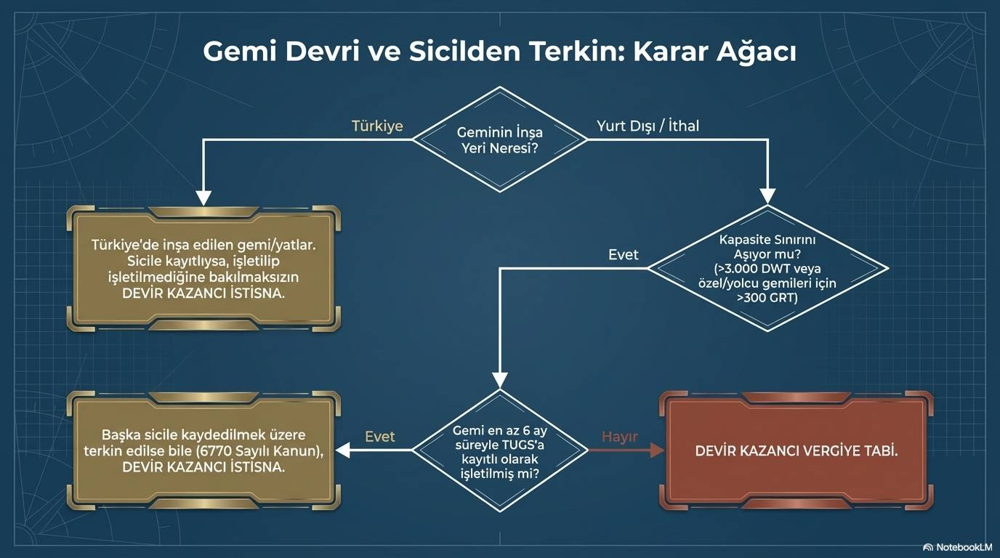 Gemi Devri ve Sicilden Terkin: Karar Ağacı
Türkiye
Geminin İnşa
Yeri Neresi?
Yurt Dışı / İthal
Türkiye'de inşa edilen gemi/yatlar.
Sicile kayıtlıysa, işletilip
işletilmediğine bakılmaksızın
DEVİR KAZANCI İSTİSNA.
Evet
Kapasite Sınırını
Aşıyor mu?
(>3.000 DWT veya
özel/yolcu gemileri için
>300 GRT)
Başka sicile kaydedilmek üzere
terkin edilse bile (6770 Sayılı Kanun),
DEVİR KAZANCI İSTİSNA.
Evet
Gemi en az 6 ay
süreyle TUGS'a
kayıtlı olarak
işletilmiş mi?
Hayır
DEVİR KAZANCI VERGİYE TABİ.
NotebookLM